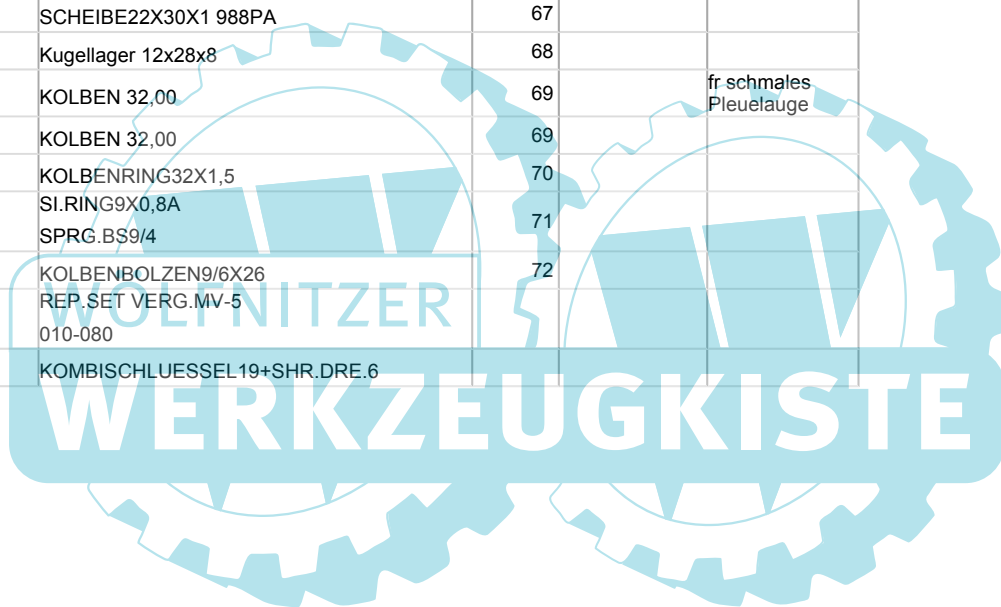 SCHEIBE22X30X1 988PA 67
Kugellager 12x28x8 68
KOLBEN 32,00 69 fr schmales
Pleuelauge
KOLBEN 32,00 69
KOLBENRING32X1,5 70
SI.RING9X0,8A
SPRG.BS9/4 71
KOLBENBOLZEN9/6X26 72
REP.SET VERG.MV-5
010-080
KOMBISCHLUESSEL19+SHR.DRE.6
WOLFNITZER
WERKZEUGKISTE